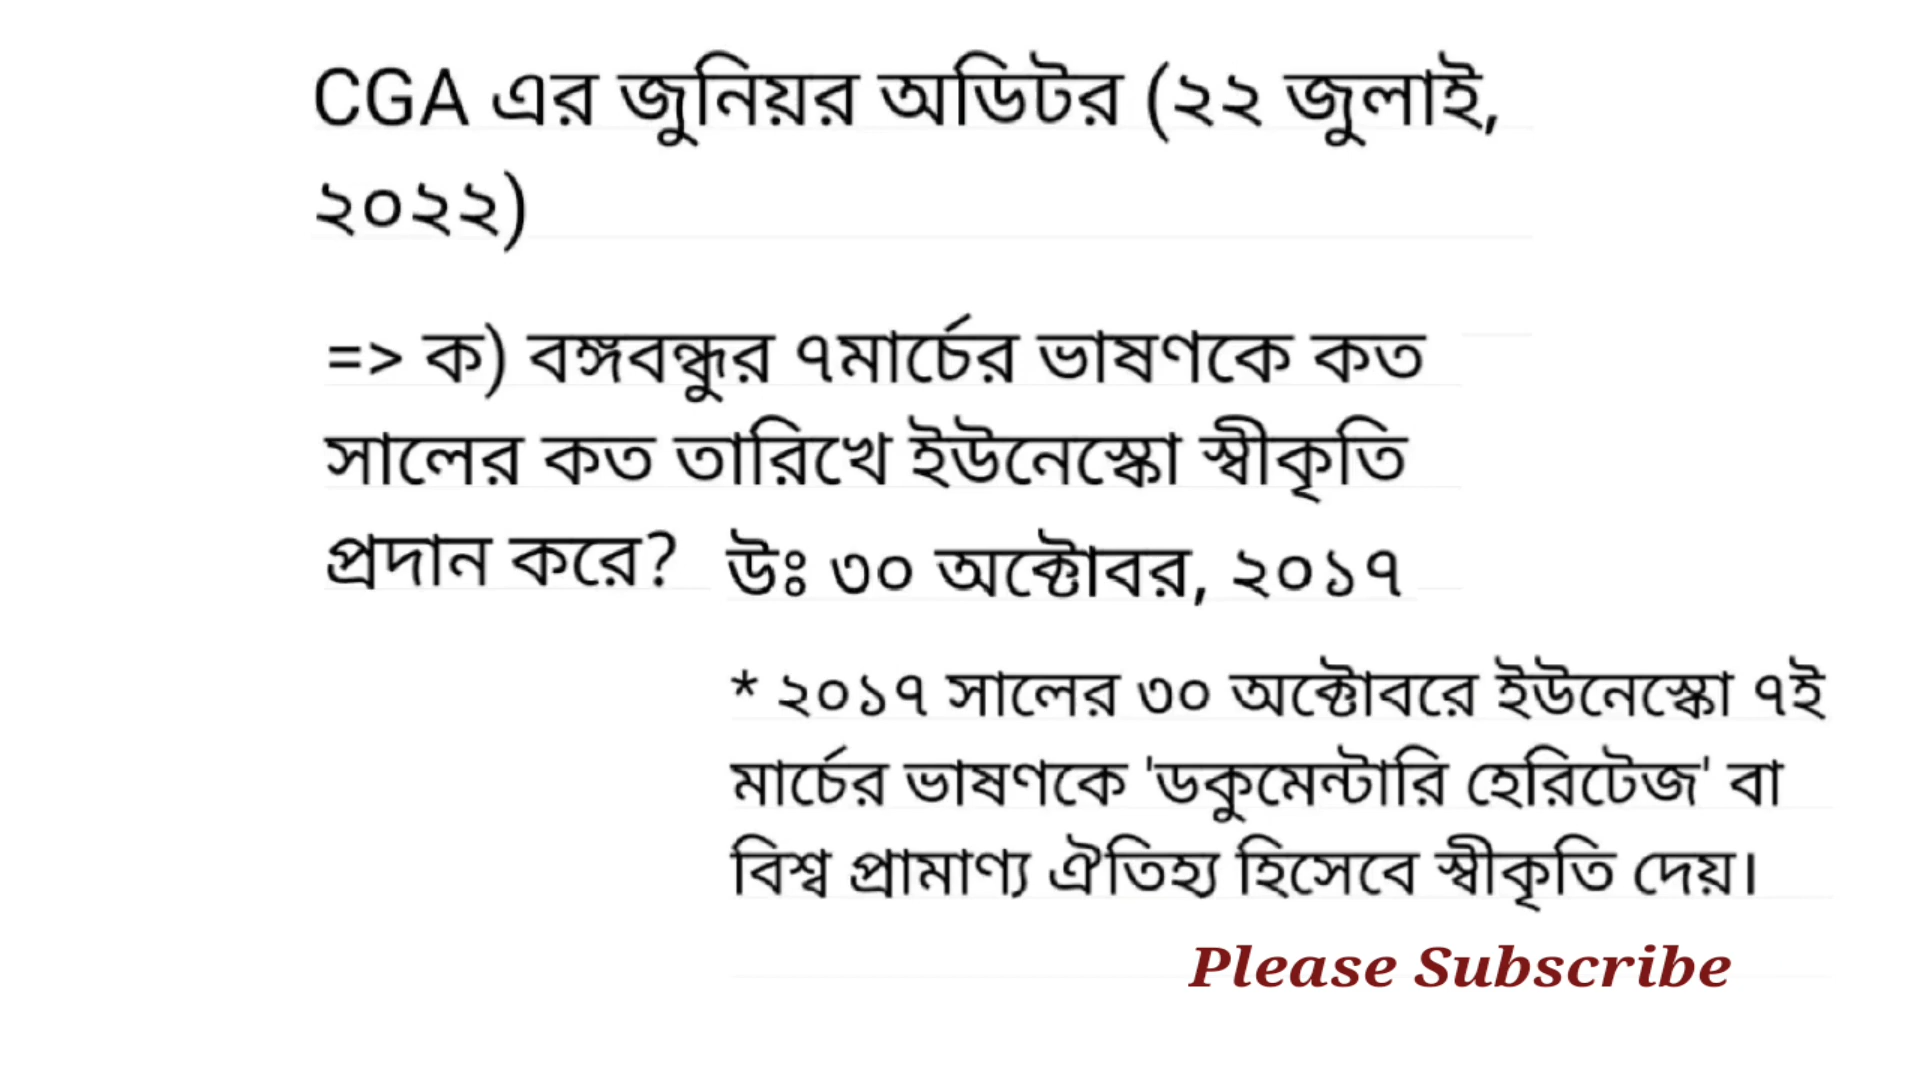 CGA এর জুনিয়র অডিটর (২২ জুলাই,
২০২২)
=> ক) বঙ্গবন্ধুর ৭মার্চের ভাষণকে কত
সালের কত তারিখে ইউনেস্কো স্বীকৃতি
প্রদান করে? উঃ ৩০ অক্টোবর, ২০১৭
* ২০১৭ সালের ৩০ অক্টোবরে ইউনেস্কো ৭ই
মার্চের ভাষণকে 'ডকুমেন্টারি হেরিটেজ' বা
বিশ্ব প্রামাণ্য ঐতিহ্য হিসেবে স্বীকৃতি দেয়।
Please Subscribe